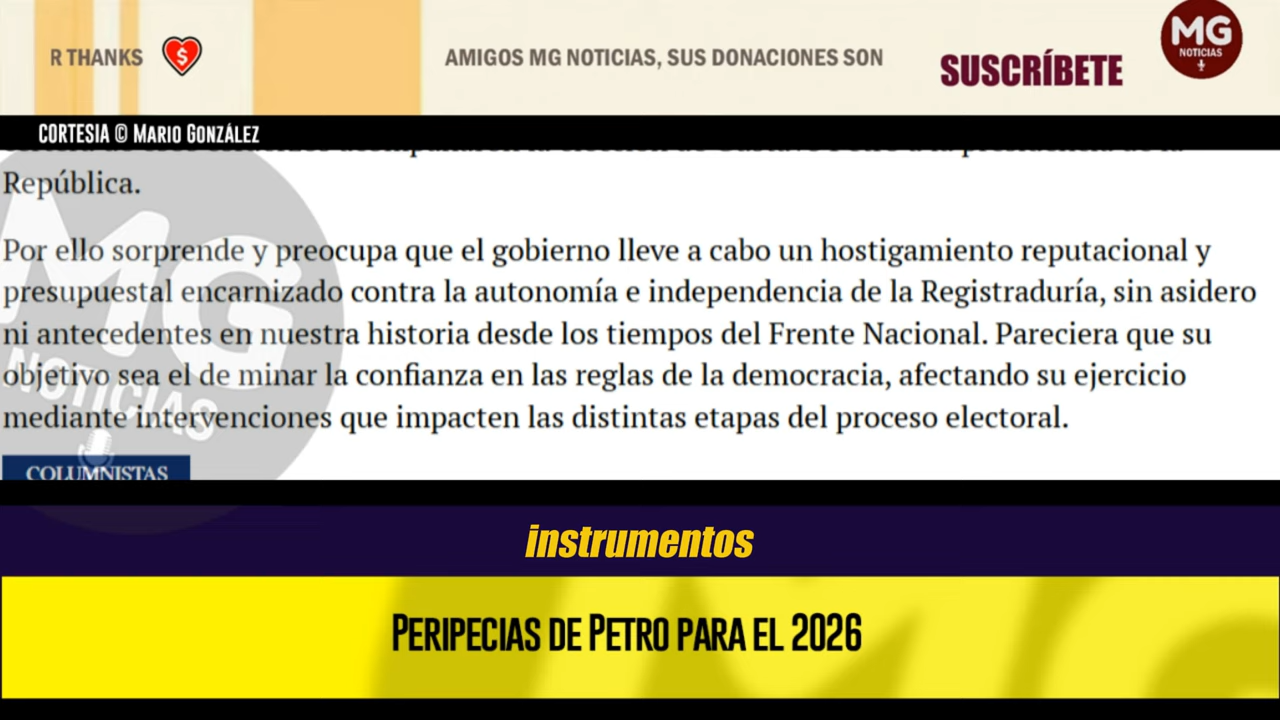 R THANKS
AMIGOS MG NOTICIAS, SUS DONACIONES SON
SUSCRÍBETE
MG
NOTICIAS
CORTESIA © MARIO GONZÁLEZ
República.
Por ello sorprende y preocupa que el gobierno lleve a cabo un hostigamiento reputacional y
presupuestal encarnizado contra la autonomía e independencia de la Registraduría, sin asidero
ni antecedentes en nuestra historia desde los tiempos del Frente Nacional. Pareciera que su
objetivo sea el de minar la confianza en las reglas de la democracia, afectando su ejercicio
mediante intervenciones que impacten las distintas etapas del proceso electoral.
MG
NOTICIAS
COLUMNISTAS
instrumentos
PERIPECIAS DE PETRO PARA EL 2026